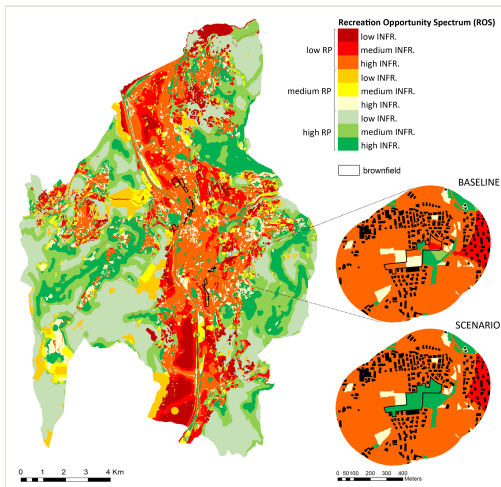 Recreation Opportunity Spectrum (ROS)
low RP
low INFR.
medium INFR.
high INFR.
medium RP
low INFR.
medium INFR.
high INFR.
high RP
low INFR.
medium INFR.
high INFR.
brownfield
BASELINE
SCENARIO
0 1 2 3 4 Km
0 50100 200 300 400
Meters